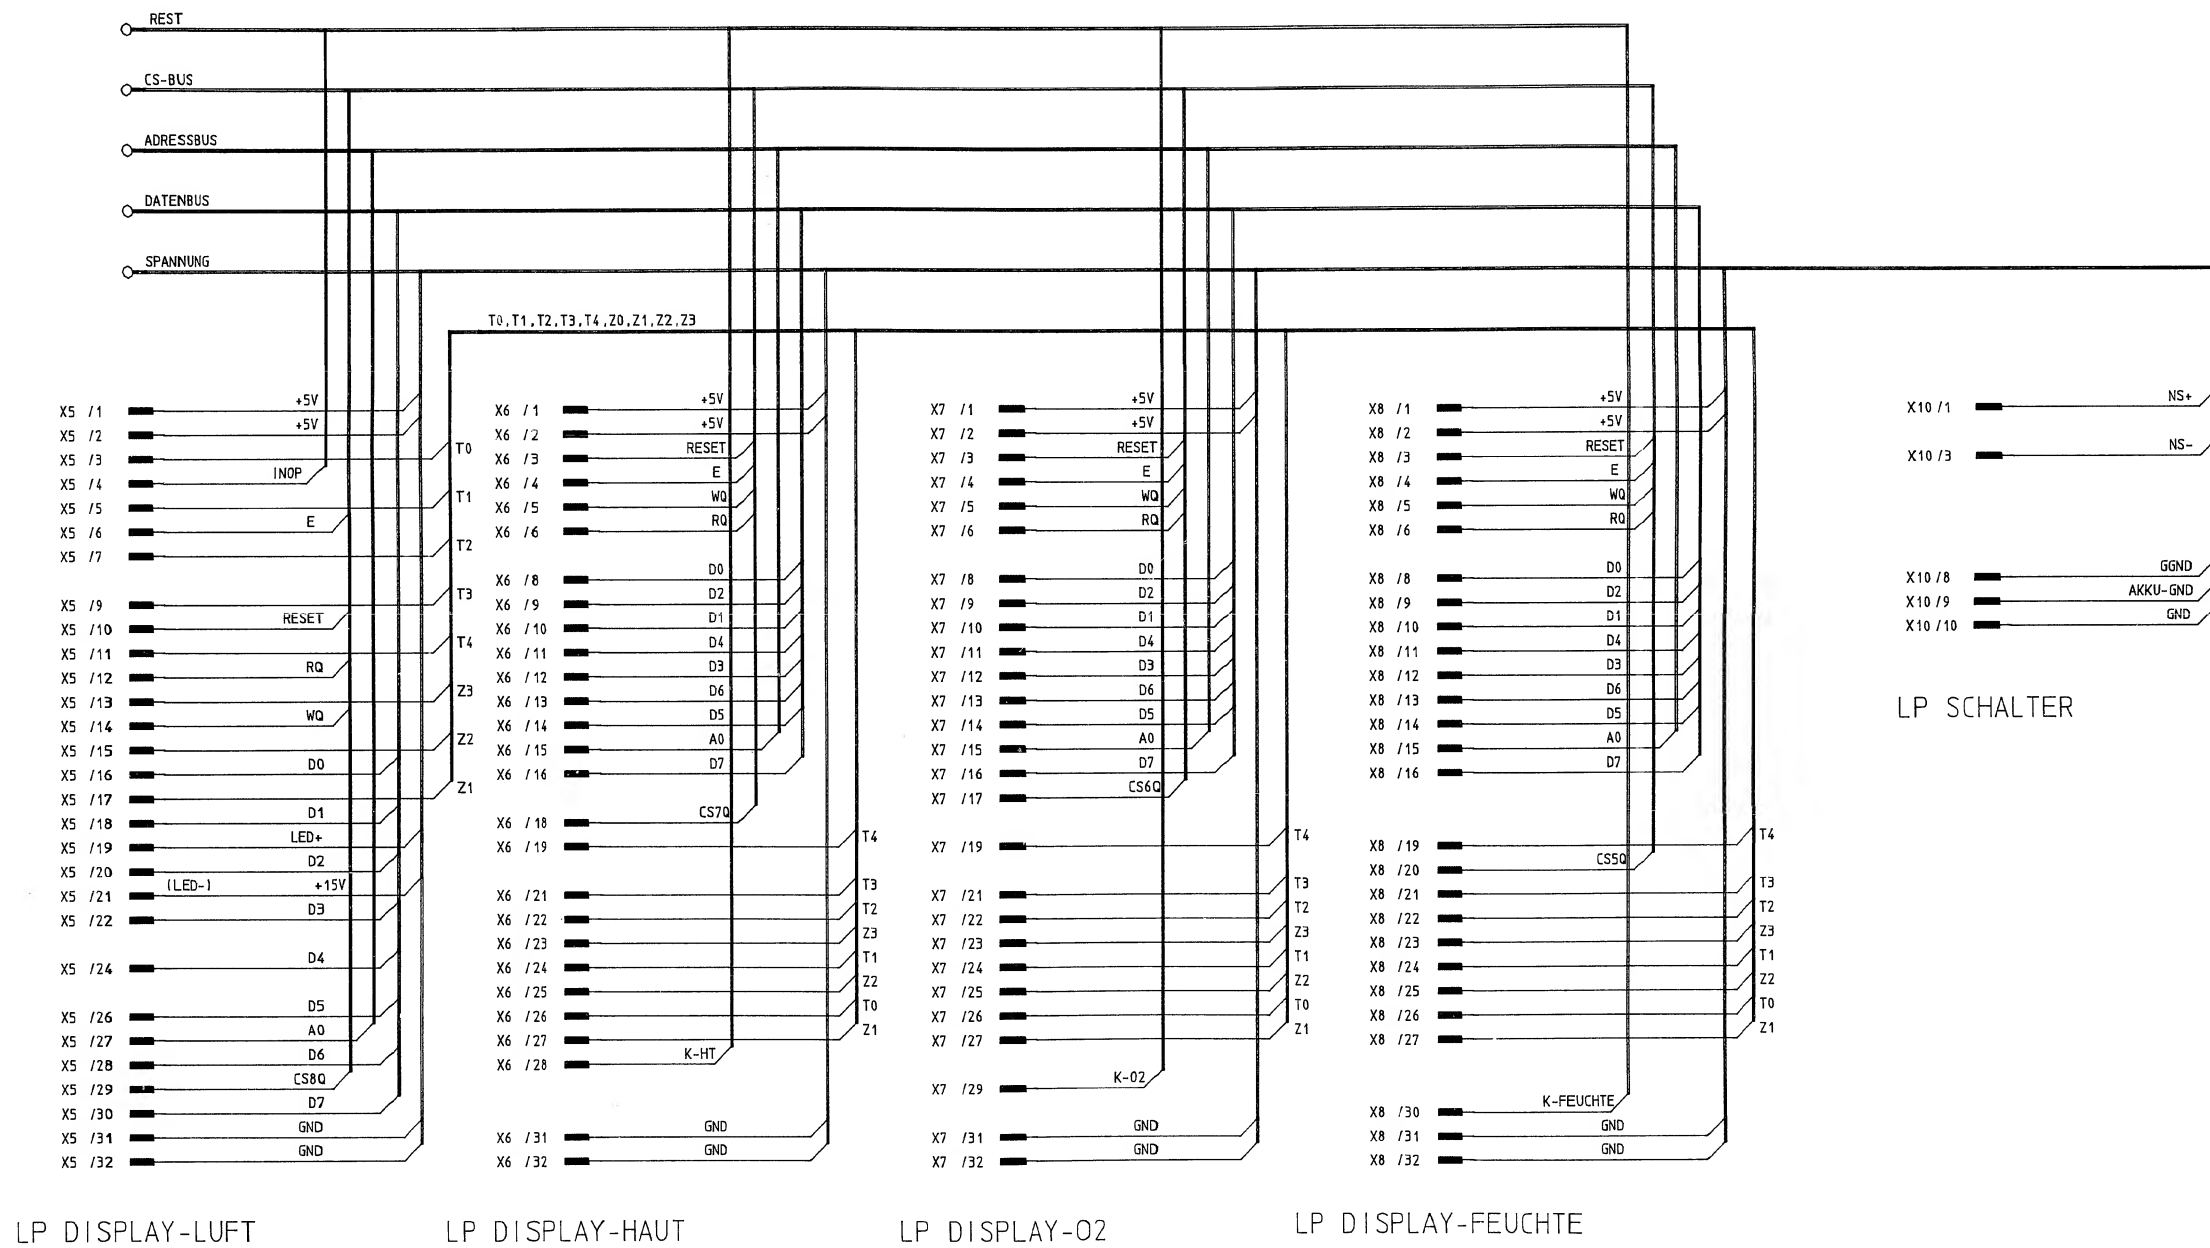 REST
CS-BUS
ADRESSBUS
DATENBUS
SPANNUNG
T0,T1,T2,T3,T4,Z0,Z1,Z2,Z3
X5 /1 +5V
X5 /2 +5V
X5 /3 T0
X5 /4 INOP
X5 /5 T1
X5 /6 E
X5 /7 T2
X5 /9 T3
X5 /10 RESET
X5 /11 T4
X5 /12 RQ
X5 /13 Z3
X5 /14 WQ
X5 /15 Z2
X5 /16 D0
X5 /17 Z1
X5 /18 D1
X5 /19 LED+
X5 /20 D2
X5 /21 (LED-) +15V
X5 /22 D3
X5 /24 D4
X5 /26 D5
X5 /27 A0
X5 /28 D6
X5 /29 CS8Q
X5 /30 D7
X5 /31 GND
X5 /32 GND
LP DISPLAY-LUFT
X6 /1 +5V
X6 /2 +5V
X6 /3 RESET
X6 /4 E
X6 /5 WQ
X6 /6 RQ
X6 /8 D0
X6 /9 D2
X6 /10 D1
X6 /11 D4
X6 /12 D3
X6 /13 D6
X6 /14 D5
X6 /15 A0
X6 /16 D7
X6 /18 CS7Q
X6 /19 T4
X6 /21 T3
X6 /22 T2
X6 /23 Z3
X6 /24 T1
X6 /25 Z2
X6 /26 T0
X6 /27 Z1
X6 /28 K-HT
X6 /31 GND
X6 /32 GND
LP DISPLAY-HAUT
X7 /1 +5V
X7 /2 +5V
X7 /3 RESET
X7 /4 E
X7 /5 WQ
X7 /6 RQ
X7 /8 D0
X7 /9 D2
X7 /10 D1
X7 /11 D4
X7 /12 D3
X7 /13 D6
X7 /14 D5
X7 /15 A0
X7 /16 D7
X7 /17 CS6Q
X7 /19 T4
X7 /21 T3
X7 /22 T2
X7 /23 Z3
X7 /24 T1
X7 /25 Z2
X7 /26 T0
X7 /27 Z1
X7 /29 K-O2
X7 /31 GND
X7 /32 GND
LP DISPLAY-O2
X8 /1 +5V
X8 /2 +5V
X8 /3 RESET
X8 /4 E
X8 /5 WQ
X8 /6 RQ
X8 /8 D0
X8 /9 D2
X8 /10 D1
X8 /11 D4
X8 /12 D3
X8 /13 D6
X8 /14 D5
X8 /15 A0
X8 /16 D7
X8 /19 T4
X8 /20 CS5Q
X8 /21 T3
X8 /22 T2
X8 /23 Z3
X8 /24 T1
X8 /25 Z2
X8 /26 T0
X8 /27 Z1
X8 /30 K-FEUCHTE
X8 /31 GND
X8 /32 GND
LP DISPLAY-FEUCHTE
X10 /1 NS+
X10 /3 NS-
X10 /8 GGND
X10 /9 AKKU-GND
X10 /10 GND
LP SCHALTER